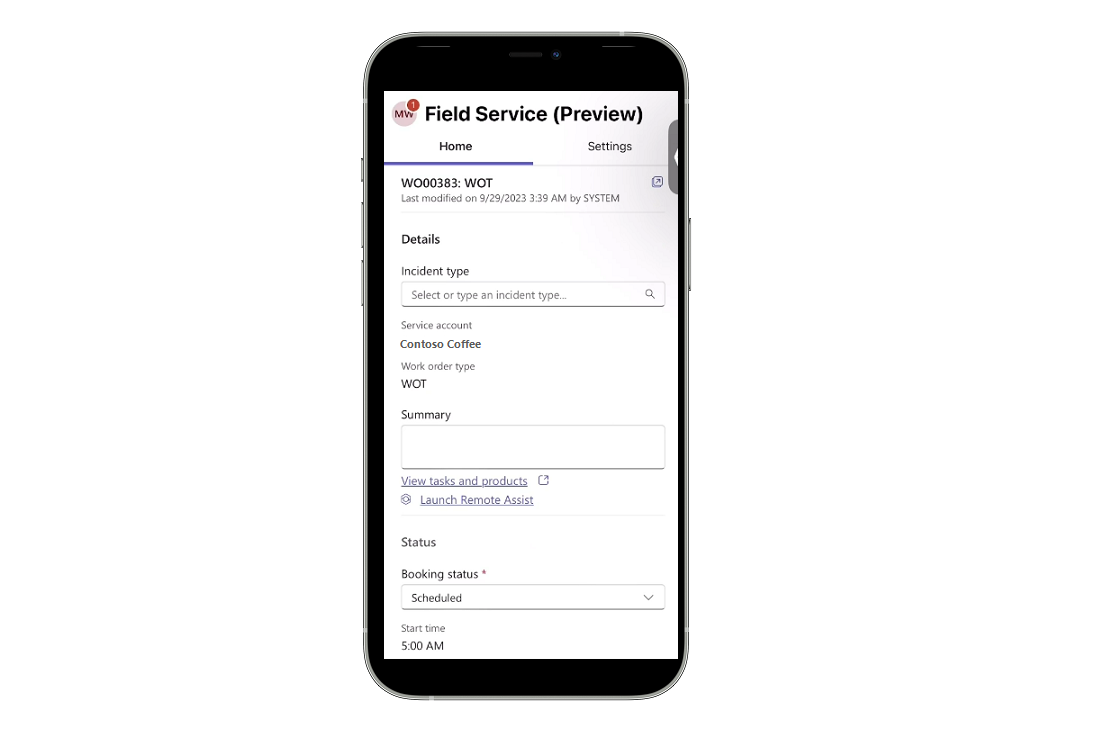 MW 1 Field Service (Preview)
Home Settings
WO00383: WOT
Last modified on 9/29/2023 3:39 AM by SYSTEM
Details
Incident type
Select or type an incident type...
Service account
Contoso Coffee
Work order type
WOT
Summary
View tasks and products
Launch Remote Assist
Status
Booking status *
Scheduled
Start time
5:00 AM